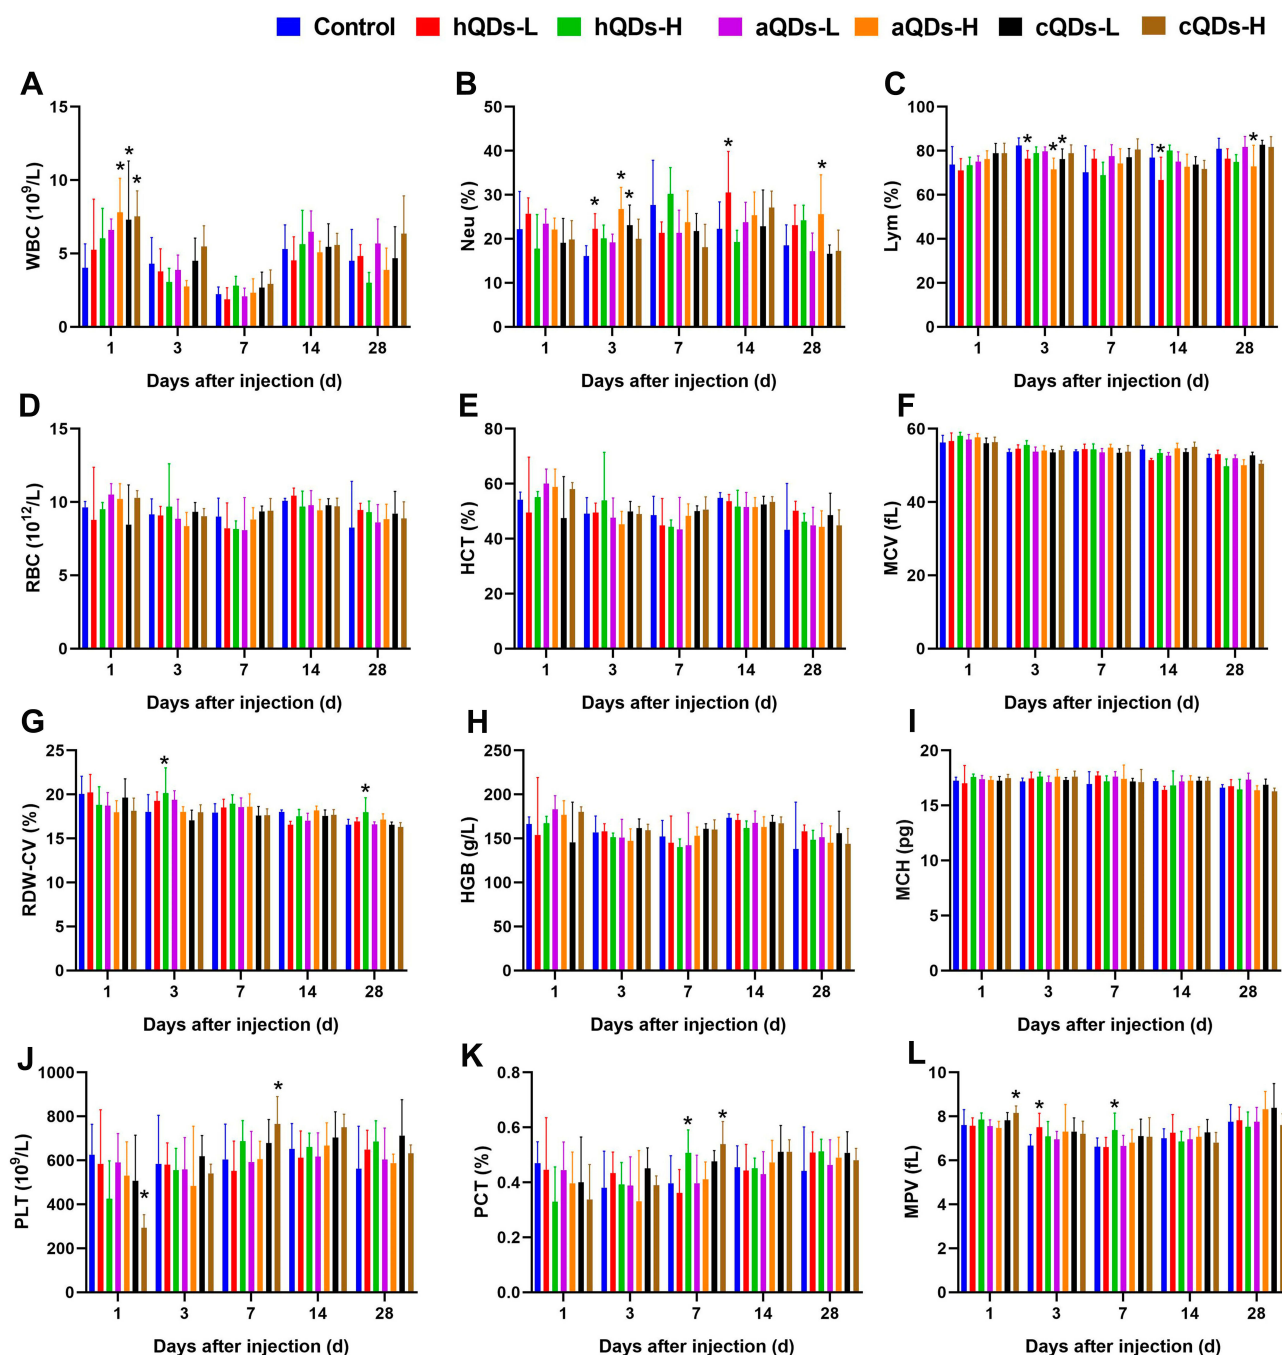 Control hQDs-L hQDs-H aQDs-L aQDs-H cQDs-L cQDs-H
A
WBC (10⁹/L)
15
10
5
0
* * *
1 3 7 14 28
Days after injection (d)
B
Neu (%)
50
40
30
20
10
0
* * * * *
1 3 7 14 28
Days after injection (d)
C
Lym (%)
100
80
60
40
20
0
* * * * *
1 3 7 14 28
Days after injection (d)
D
RBC (10¹²/L)
15
10
5
0
1 3 7 14 28
Days after injection (d)
E
HCT (%)
80
60
40
20
0
1 3 7 14 28
Days after injection (d)
F
MCV (fL)
60
40
20
0
1 3 7 14 28
Days after injection (d)
G
RDW-CV (%)
25
20
15
10
5
0
* *
1 3 7 14 28
Days after injection (d)
H
HGB (g/L)
250
200
150
100
50
0
1 3 7 14 28
Days after injection (d)
I
MCH (pg)
20
15
10
5
0
1 3 7 14 28
Days after injection (d)
J
PLT (10⁹/L)
1000
800
600
400
200
0
* *
1 3 7 14 28
Days after injection (d)
K
PCT (%)
0.8
0.6
0.4
0.2
0.0
* *
1 3 7 14 28
Days after injection (d)
L
MPV (fL)
10
8
6
4
2
0
* * *
1 3 7 14 28
Days after injection (d)